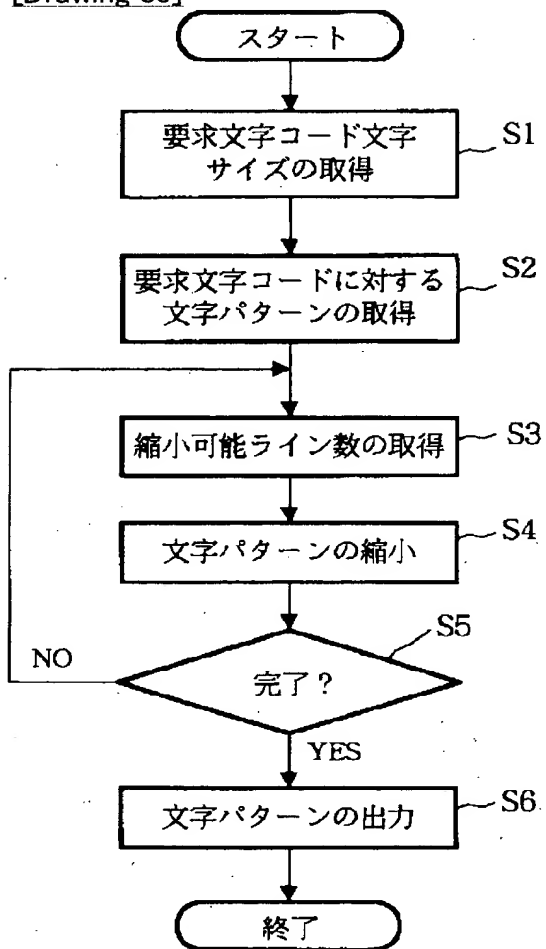 スタート
要求文字コード文字
サイズの取得
S1
要求文字コードに対する
文字パターンの取得
S2
縮小可能ライン数の取得
S3
文字パターンの縮小
S4
S5
完了？
NO
YES
文字パターンの出力
S6
終了